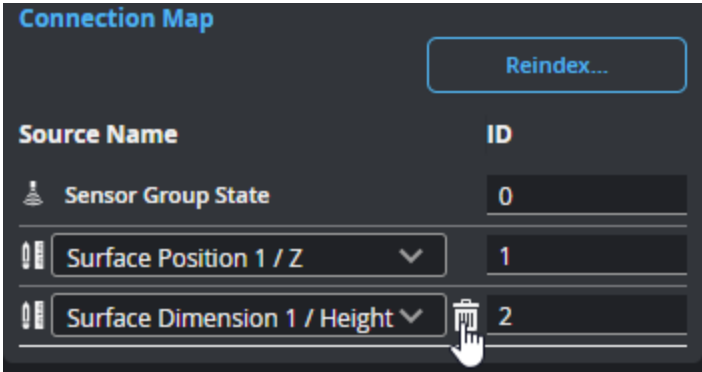 Connection Map
Reindex...
Source Name ID
Sensor Group State 0
Surface Position 1 / Z 1
Surface Dimension 1 / Height 2